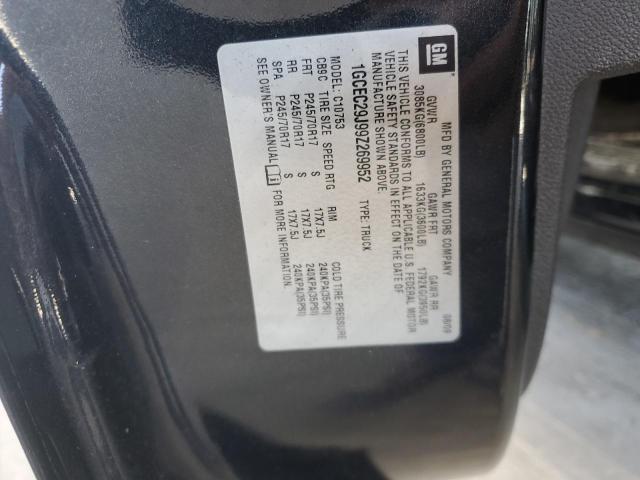 GM
MFD BY GENERAL MOTORS COMPANY 08/09
GVWR GAWR FRT GAWR RR
3085KG(6800LB) 1633KG(3600LB) 1792KG(3950LB)
THIS VEHICLE CONFORMS TO ALL APPLICABLE U.S. FEDERAL MOTOR
VEHICLE SAFETY STANDARDS IN EFFECT ON THE DATE OF
MANUFACTURE SHOWN ABOVE.
1GCEC29J99Z269952 TYPE: TRUCK
MODEL: C10753
CB9C TIRE SIZE SPEED RTG RIM COLD TIRE PRESSURE
FRT P245/70R17 S 17X7.5J 240KPA(35PSI)
RR P245/70R17 S 17X7.5J 240KPA(35PSI)
SPA P245/70R17 S 17X7.5J 240KPA(35PSI)
SEE OWNER'S MANUAL i FOR MORE INFORMATION.